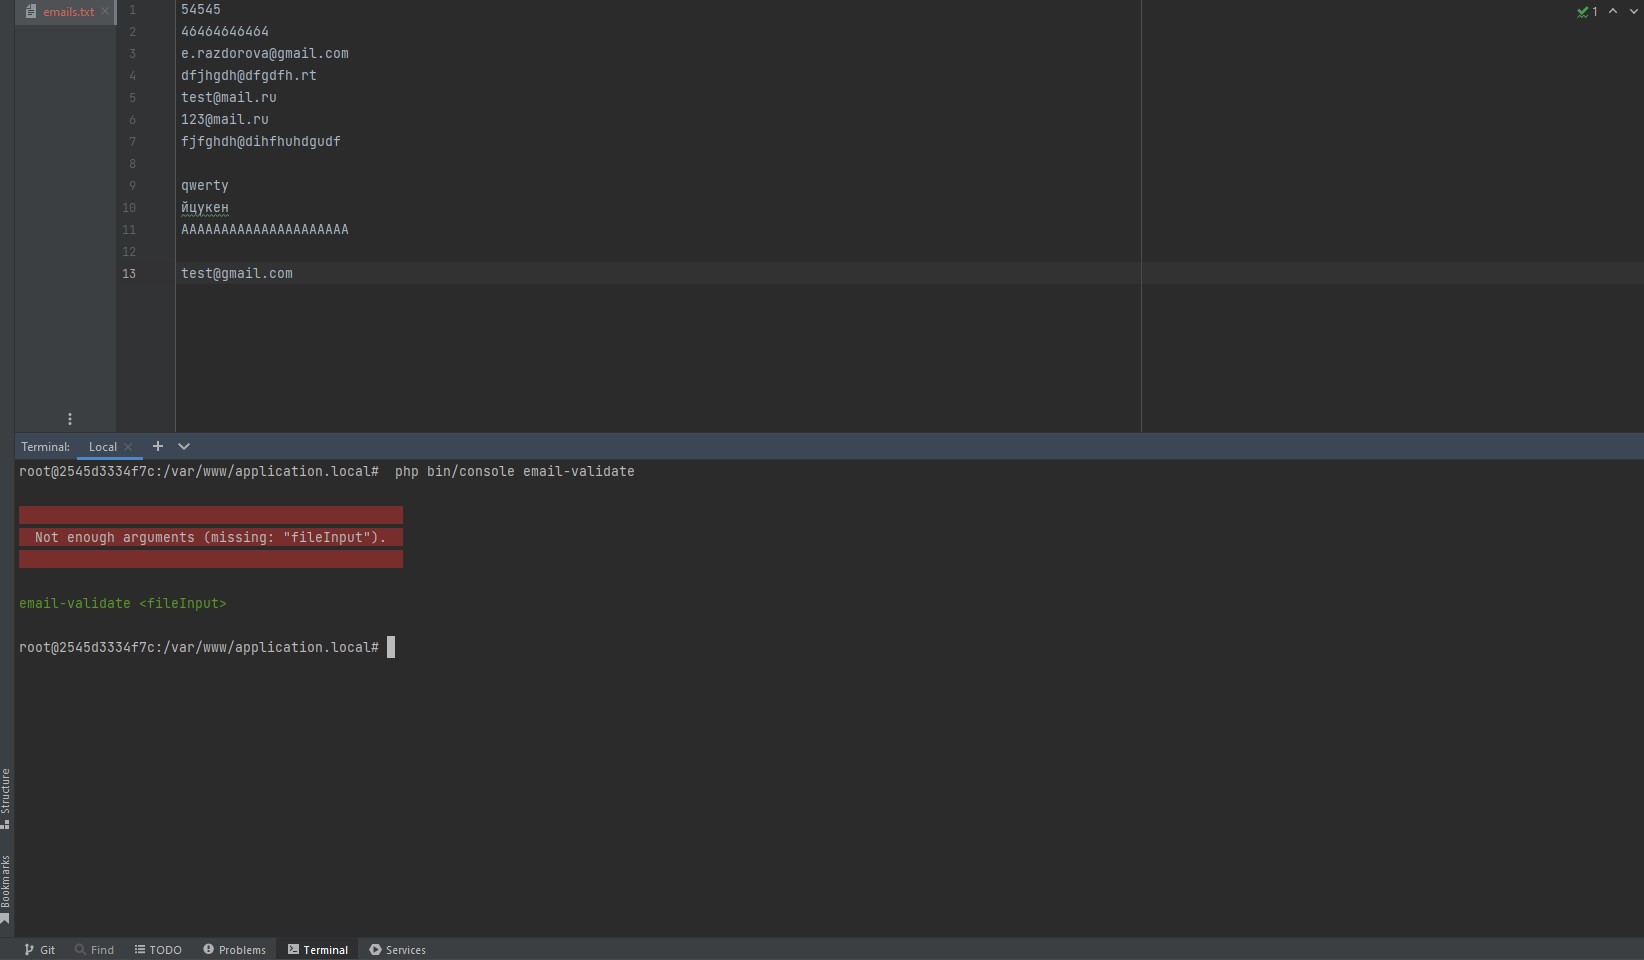 emails.txt
1 54545
2 46464646464
3 e.razdorova@gmail.com
4 dfjhgdh@dfgdfh.rt
5 test@mail.ru
6 123@mail.ru
7 fjfghdh@dihfhuhdgudf
8
9 qwerty
10 йцукен
11 AAAAAAAAAAAAAAAAAAAAA
12
13 test@gmail.com
1
Terminal: Local
root@2545d3334f7c:/var/www/application.local#  php bin/console email-validate
Not enough arguments (missing: "fileInput").
email-validate <fileInput>
root@2545d3334f7c:/var/www/application.local#
Structure
Bookmarks
Git Find TODO Problems Terminal Services